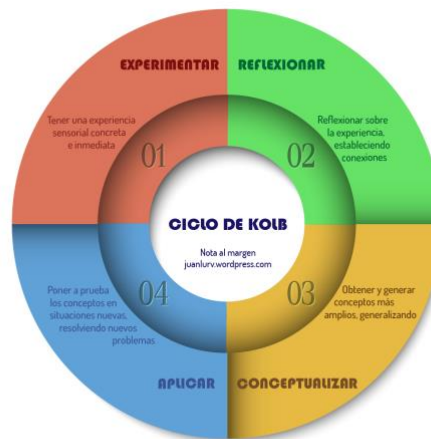 EXPERIMENTAR
Tener una experiencia
sensorial concreta
e inmediata
01
REFLEXIONAR
Reflexionar sobre
la experiencia,
estableciendo
conexiones
02
CICLO DE KOLB
Nota al margen
juanlurv.wordpress.com
03
Obtener y generar
conceptos más
amplios, generalizando
CONCEPTUALIZAR
04
Poner a prueba
los conceptos en
situaciones nuevas,
resolviendo nuevos
problemas
APLICAR